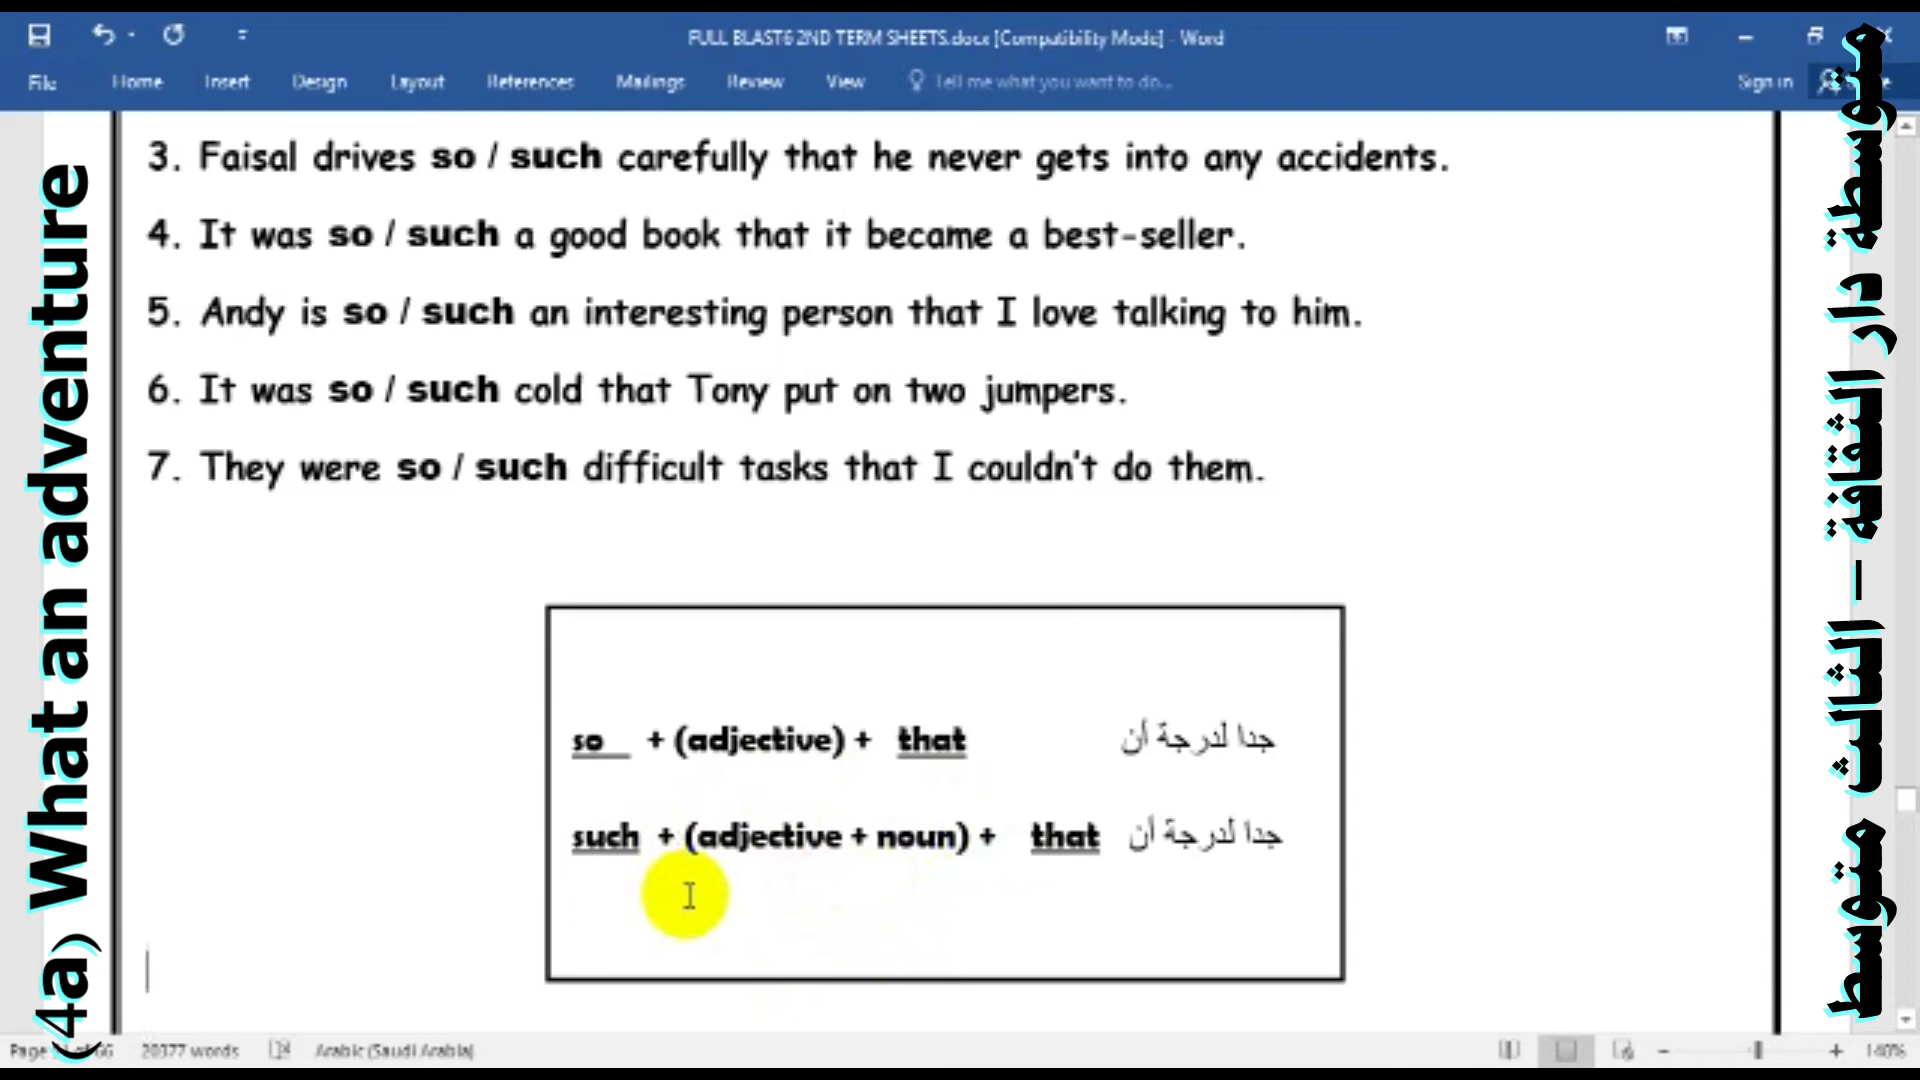 FULL BLAST6 2ND TERM SHEETS.docx [Compatibility Mode] - Word
File Home Insert Design Layout References Mailings Review View Tell me what you want to do... Sign in
3. Faisal drives so / such carefully that he never gets into any accidents.
4. It was so / such a good book that it became a best-seller.
5. Andy is so / such an interesting person that I love talking to him.
6. It was so / such cold that Tony put on two jumpers.
7. They were so / such difficult tasks that I couldn't do them.
so + (adjective) + that جدا لدرجة أن
such + (adjective + noun) + that جدا لدرجة أن
(4a) What an adventure
متوسطة دار الثقافة – الثالث متوسط
Page of 66 20377 words Arabic (Saudi Arabia) 140%